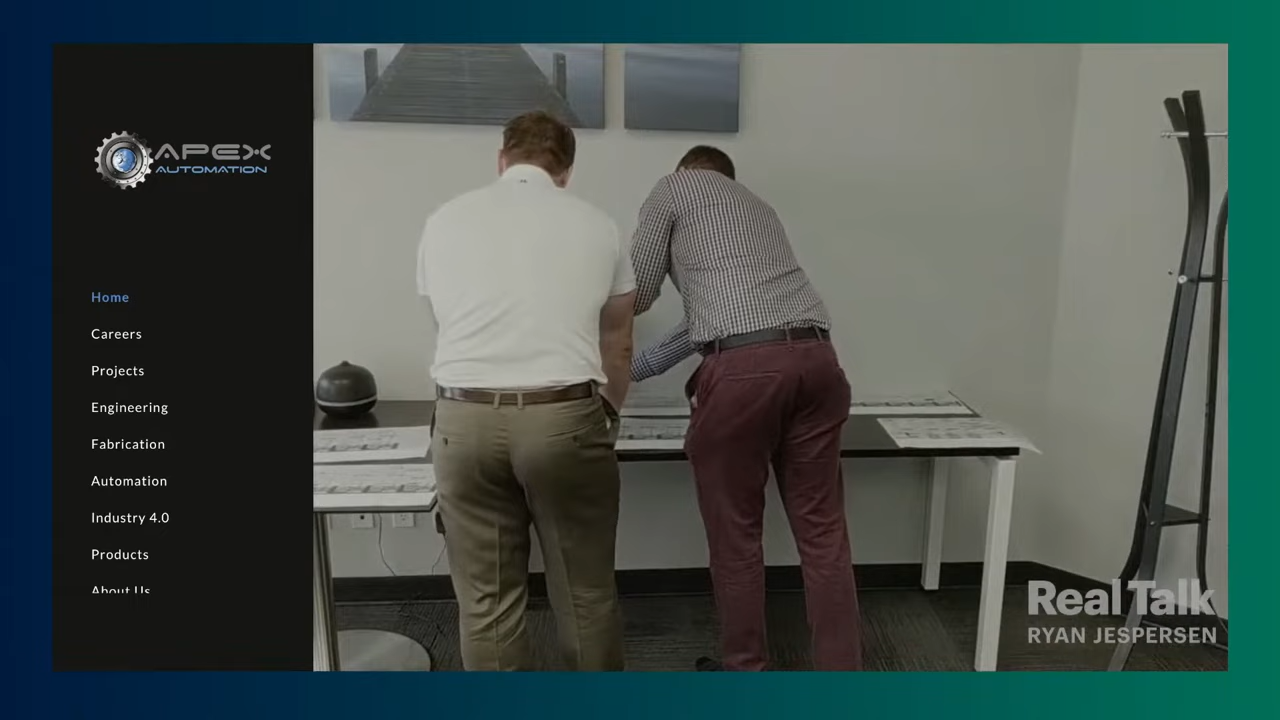 APEX
AUTOMATION
Home
Careers
Projects
Engineering
Fabrication
Automation
Industry 4.0
Products
About Us
Real Talk
RYAN JESPERSEN